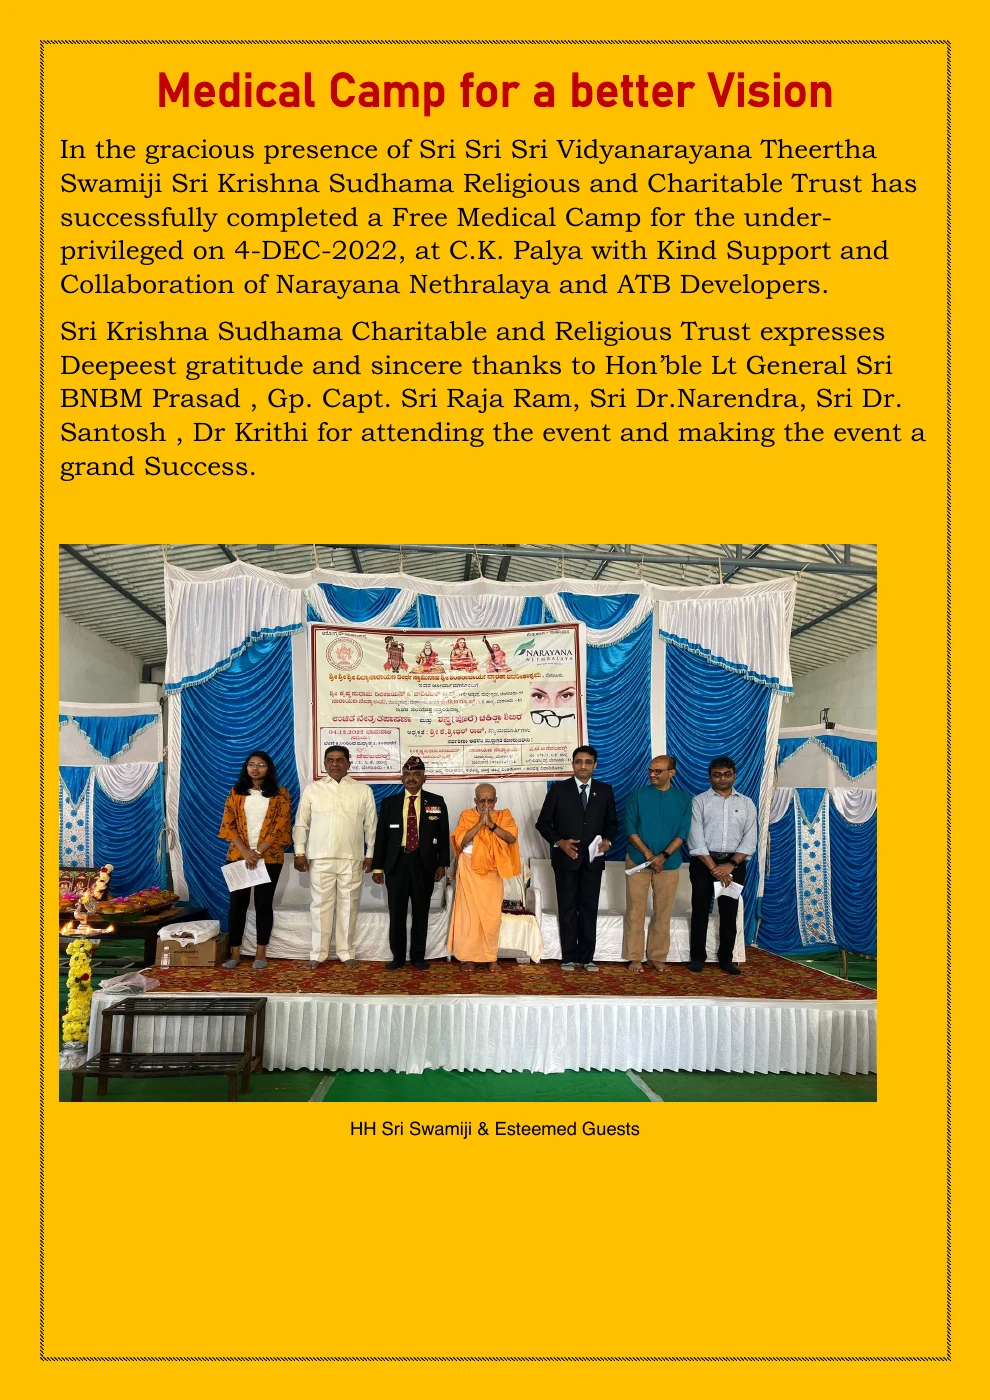 Medical Camp for a better Vision
In the gracious presence of Sri Sri Sri Vidyanarayana Theertha
Swamiji Sri Krishna Sudhama Religious and Charitable Trust has
successfully completed a Free Medical Camp for the under-
privileged on 4-DEC-2022, at C.K. Palya with Kind Support and
Collaboration of Narayana Nethralaya and ATB Developers.
Sri Krishna Sudhama Charitable and Religious Trust expresses
Deepeest gratitude and sincere thanks to Hon’ble Lt General Sri
BNBM Prasad , Gp. Capt. Sri Raja Ram, Sri Dr.Narendra, Sri Dr.
Santosh , Dr Krithi for attending the event and making the event a
grand Success.
NARAYANA
NETHRALAYA
ಉಚಿತ ನೇತ್ರ ತಪಾಸಣಾ ಮತ್ತು ಶಸ್ತ್ರ
04.12.2022
HH Sri Swamiji & Esteemed Guests